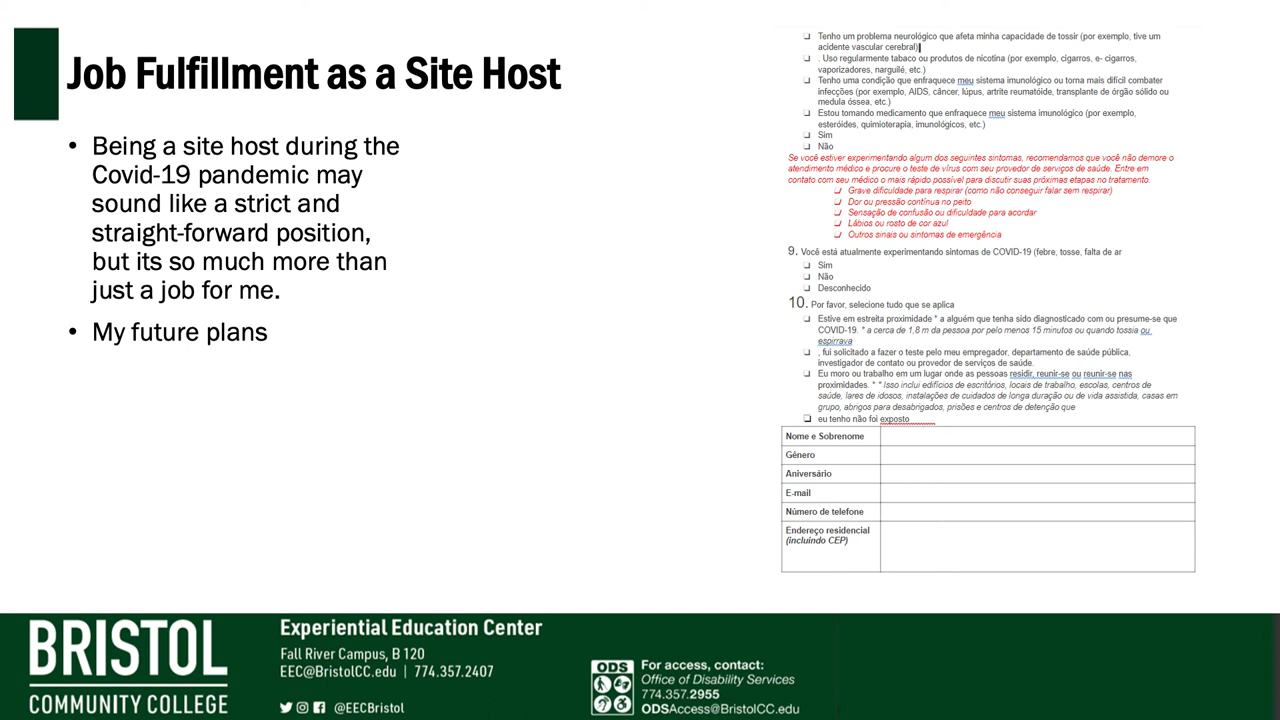 Job Fulfillment as a Site Host
• Being a site host during the
Covid-19 pandemic may
sound like a strict and
straight-forward position,
but its so much more than
just a job for me.
• My future plans
❏ Tenho um problema neurológico que afeta minha capacidade de tossir (por exemplo, tive um
acidente vascular cerebral)
❏ . Uso regularmente tabaco ou produtos de nicotina (por exemplo, cigarros, e- cigarros,
vaporizadores, narguilé, etc.)
❏ Tenho uma condição que enfraquece meu sistema imunológico ou torna mais difícil combater
infecções (por exemplo, AIDS, câncer, lúpus, artrite reumatóide, transplante de órgão sólido ou
medula óssea, etc.)
❏ Estou tomando medicamento que enfraquece meu sistema imunológico (por exemplo,
esteróides, quimioterapia, imunológicos, etc.)
❏ Sim
❏ Não
Se você estiver experimentando algum dos seguintes sintomas, recomendamos que você não demore o
atendimento médico e procure o teste de vírus com seu provedor de serviços de saúde. Entre em
contato com seu médico o mais rápido possível para discutir suas próximas etapas no tratamento.
❏ Grave dificuldade para respirar (como não conseguir falar sem respirar)
❏ Dor ou pressão contínua no peito
❏ Sensação de confusão ou dificuldade para acordar
❏ Lábios ou rosto de cor azul
❏ Outros sinais ou sintomas de emergência
9. Você está atualmente experimentando sintomas de COVID-19 (febre, tosse, falta de ar
❏ Sim
❏ Não
❏ Desconhecido
10. Por favor, selecione tudo que se aplica
❏ Estive em estreita proximidade * a alguém que tenha sido diagnosticado com ou presume-se que
COVID-19. * a cerca de 1,8 m da pessoa por pelo menos 15 minutos ou quando tossia ou
espirrava
❏ , fui solicitado a fazer o teste pelo meu empregador, departamento de saúde pública,
investigador de contato ou provedor de serviços de saúde.
❏ Eu moro ou trabalho em um lugar onde as pessoas residir, reunir-se ou reunir-se nas
proximidades. * * Isso inclui edifícios de escritórios, locais de trabalho, escolas, centros de
saúde, lares de idosos, instalações de cuidados de longa duração ou de vida assistida, casas em
grupo, abrigos para desabrigados, prisões e centros de detenção que
❏ eu tenho não foi exposto
Nome e Sobrenome
Gênero
Aniversário
E-mail
Número de telefone
Endereço residencial
(incluindo CEP)
BRISTOL
COMMUNITY COLLEGE
Experiential Education Center
Fall River Campus, B 120
EEC@BristolCC.edu | 774.357.2407
@EECBristol
ODS
For access, contact:
Office of Disability Services
774.357.2955
ODSAccess@BristolCC.edu